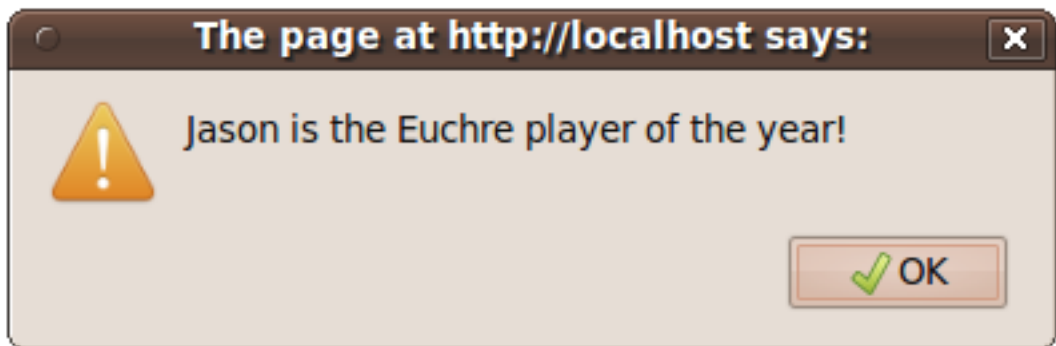 The page at http://localhost says:
Jason is the Euchre player of the year!
OK